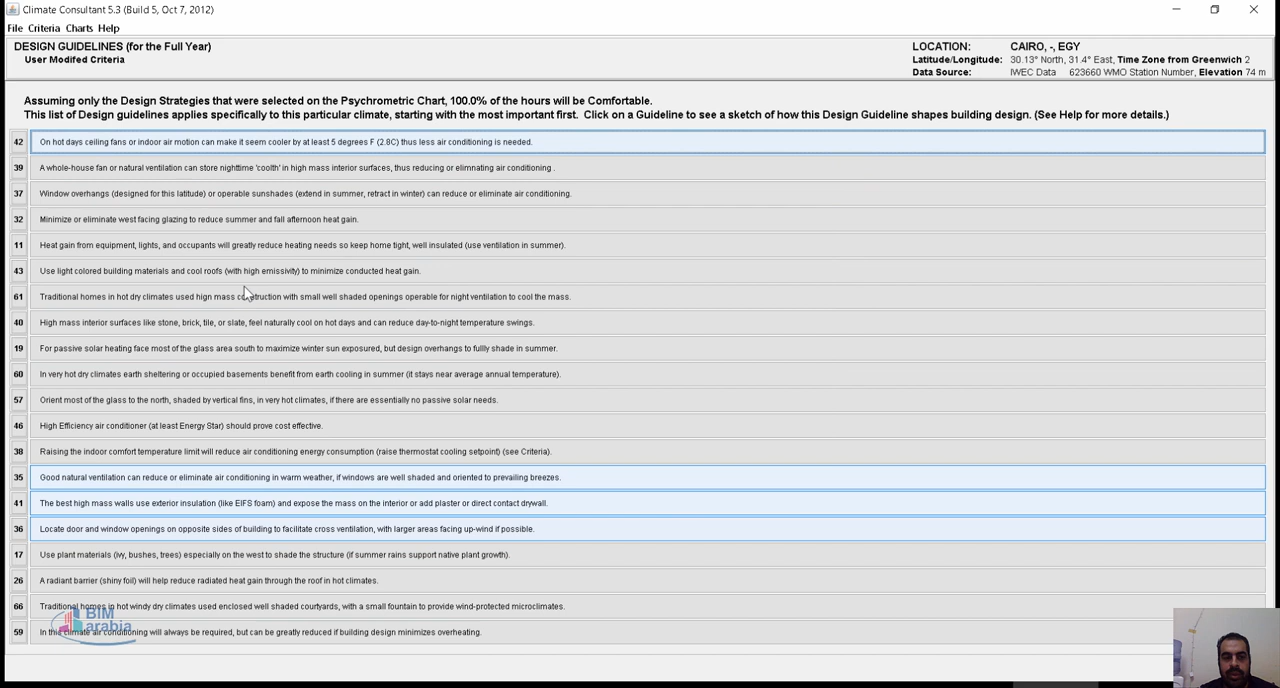 Climate Consultant 5.3 (Build 5, Oct 7, 2012)
File Criteria Charts Help
DESIGN GUIDELINES (for the Full Year)
User Modifed Criteria
LOCATION: CAIRO, -, EGY
Latitude/Longitude: 30.13° North, 31.4° East, Time Zone from Greenwich 2
Data Source: IWEC Data 623660 WMO Station Number, Elevation 74 m
Assuming only the Design Strategies that were selected on the Psychrometric Chart, 100.0% of the hours will be Comfortable.
This list of Design guidelines applies specifically to this particular climate, starting with the most important first. Click on a Guideline to see a sketch of how this Design Guideline shapes building design. (See Help for more details.)
42 On hot days ceiling fans or indoor air motion can make it seem cooler by at least 5 degrees F (2.8C) thus less air conditioning is needed.
39 A whole-house fan or natural ventilation can store nighttime 'coolth' in high mass interior surfaces, thus reducing or elimnating air conditioning .
37 Window overhangs (designed for this latitude) or operable sunshades (extend in summer, retract in winter) can reduce or eliminate air conditioning.
32 Minimize or eliminate west facing glazing to reduce summer and fall afternoon heat gain.
11 Heat gain from equipment, lights, and occupants will greatly reduce heating needs so keep home tight, well insulated (use ventilation in summer).
43 Use light colored building materials and cool roofs (with high emissivity) to minimize conducted heat gain.
61 Traditional homes in hot dry climates used hign mass construction with small well shaded openings operable for night ventilation to cool the mass.
40 High mass interior surfaces like stone, brick, tile, or slate, feel naturally cool on hot days and can reduce day-to-night temperature swings.
19 For passive solar heating face most of the glass area south to maximize winter sun exposured, but design overhangs to fullly shade in summer.
60 In very hot dry climates earth sheltering or occupied basements benefit from earth cooling in summer (it stays near average annual temperature).
57 Orient most of the glass to the north, shaded by vertical fins, in very hot climates, if there are essentially no passive solar needs.
46 High Efficiency air conditioner (at least Energy Star) should prove cost effective.
38 Raising the indoor comfort temperature limit will reduce air conditioning energy consumption (raise thermostat cooling setpoint) (see Criteria).
35 Good natural ventilation can reduce or eliminate air conditioning in warm weather, if windows are well shaded and oriented to prevailing breezes.
41 The best high mass walls use exterior insulation (like EIFS foam) and expose the mass on the interior or add plaster or direct contact drywall.
36 Locate door and window openings on opposite sides of building to facilitate cross ventilation, with larger areas facing up-wind if possible.
17 Use plant materials (ivy, bushes, trees) especially on the west to shade the structure (if summer rains support native plant growth).
26 A radiant barrier (shiny foil) will help reduce radiated heat gain through the roof in hot climates.
66 Traditional homes in hot windy dry climates used enclosed well shaded courtyards, with a small fountain to provide wind-protected microclimates.
59 In this climate air conditioning will always be required, but can be greatly reduced if building design minimizes overheating.
BIM
arabia